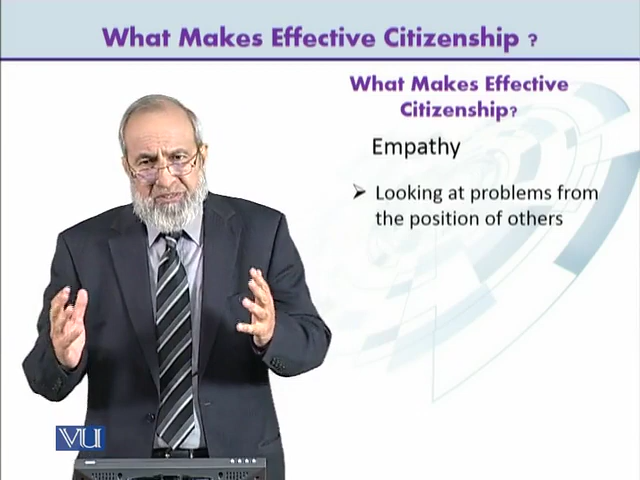 What Makes Effective Citizenship ?
What Makes Effective
Citizenship?
Empathy
➢ Looking at problems from
the position of others
VU